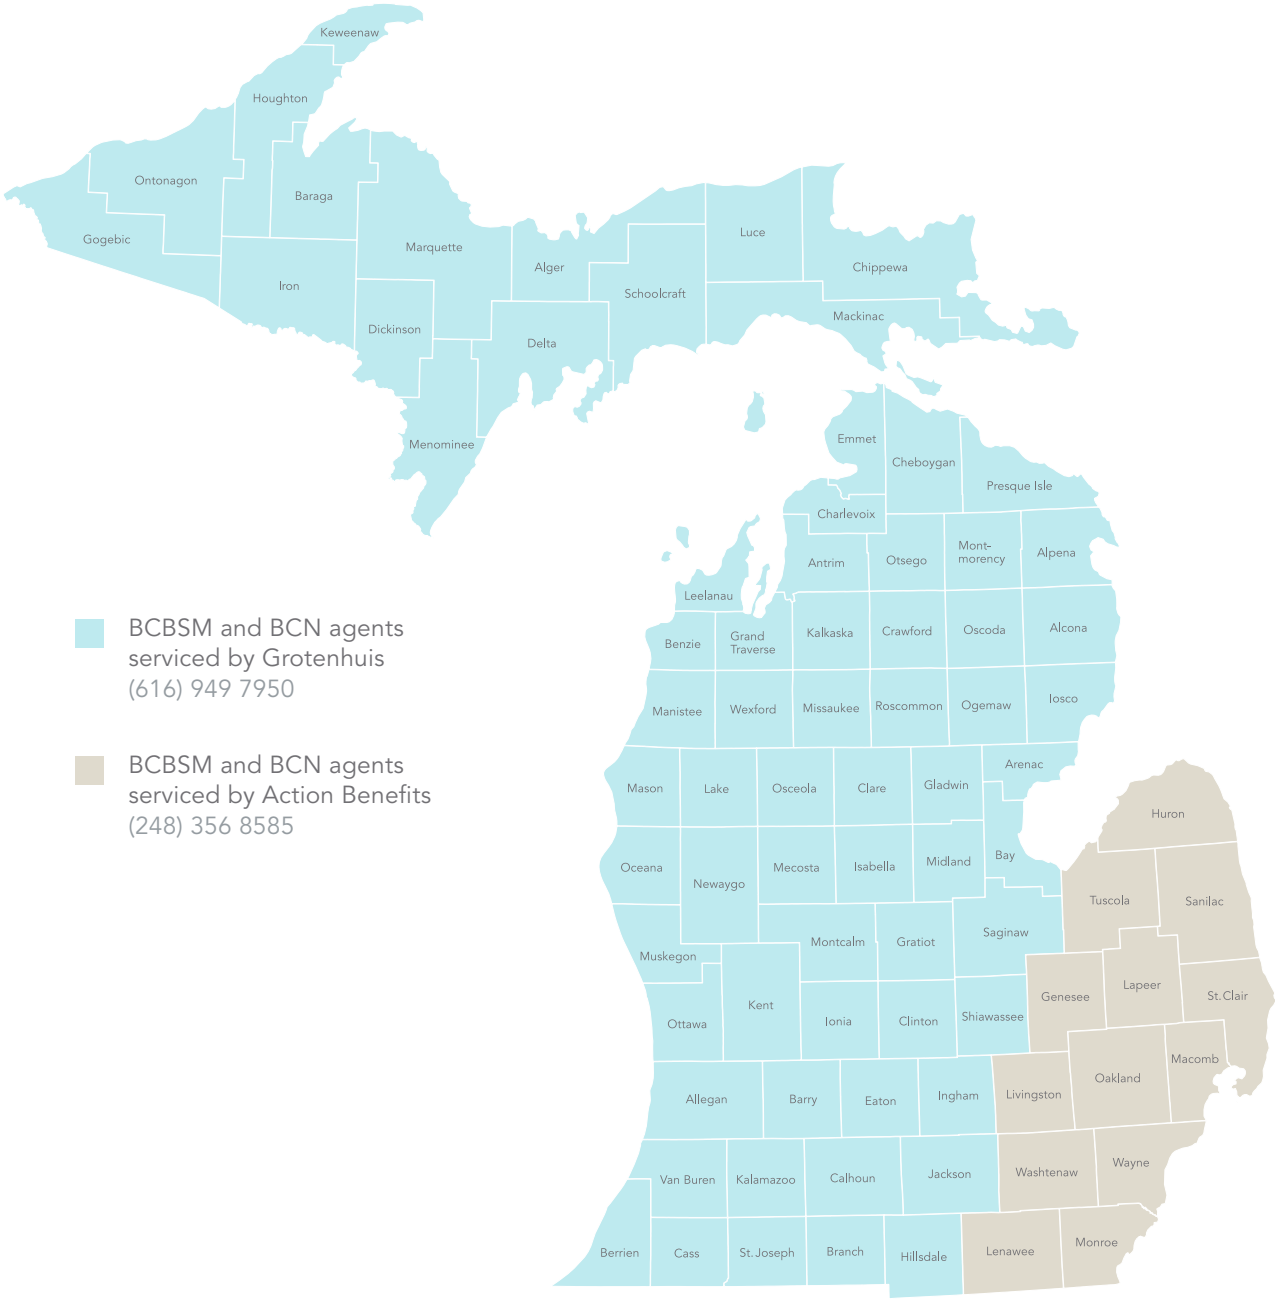 Keweenaw
Houghton
Ontonagon
Baraga
Gogebic
Marquette
Luce
Alger
Chippewa
Iron
Schoolcraft
Mackinac
Dickinson
Delta
Menominee
Emmet
Cheboygan
Presque Isle
Charlevoix
Antrim
Otsego
Mont-
morency
Alpena
Leelanau
Benzie
Grand
Traverse
Kalkaska
Crawford
Oscoda
Alcona
Manistee
Wexford
Missaukee
Roscommon
Ogemaw
Iosco
BCBSM and BCN agents
serviced by Grotenhuis
(616) 949 7950
BCBSM and BCN agents
serviced by Action Benefits
(248) 356 8585
Mason
Lake
Osceola
Clare
Gladwin
Arenac
Huron
Oceana
Newaygo
Mecosta
Isabella
Midland
Bay
Tuscola
Sanilac
Muskegon
Montcalm
Gratiot
Saginaw
Ottawa
Kent
Ionia
Clinton
Shiawassee
Genesee
Lapeer
St. Clair
Allegan
Barry
Eaton
Ingham
Livingston
Oakland
Macomb
Van Buren
Kalamazoo
Calhoun
Jackson
Washtenaw
Wayne
Berrien
Cass
St. Joseph
Branch
Hillsdale
Lenawee
Monroe